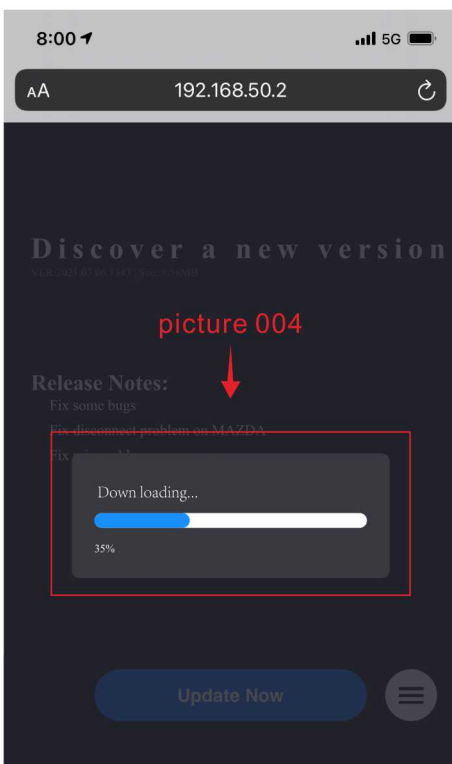 8:00
5G
AA 192.168.50.2
Discover a new version
picture 004
Release Notes:
Fix some bugs
Fix disconnect problem on MAZDA
Fix
Down loading...
35%
Update Now